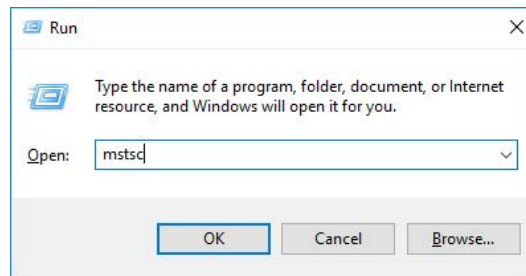 Run
Type the name of a program, folder, document, or Internet
resource, and Windows will open it for you.
Open: mstsc
OK Cancel Browse...